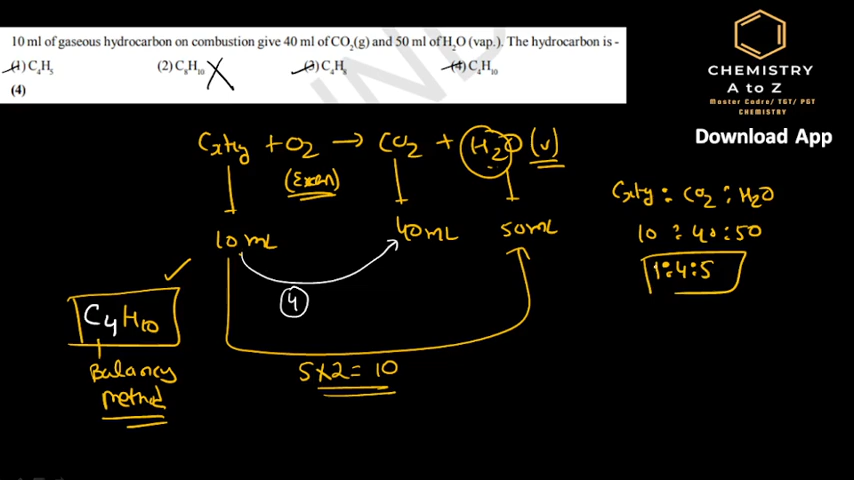 10 ml of gaseous hydrocarbon on combustion give 40 ml of CO₂(g) and 50 ml of H₂O (vap.). The hydrocarbon is -
(1) C₄H₅ (2) C₈H₁₀ (3) C₄H₈ (4) C₄H₁₀
(4)
CHEMISTRY
A to Z
Master Cadre/ TGT/ PGT
CHEMISTRY
Download App
CxHy + O₂ → CO₂ + H₂O (v)
(Excess)
10 mL 40 mL 50 mL
4
5×2 = 10
C₄H₁₀
Balancy
method
CxHy : CO₂ : H₂O
10 : 40 : 50
1:4:5